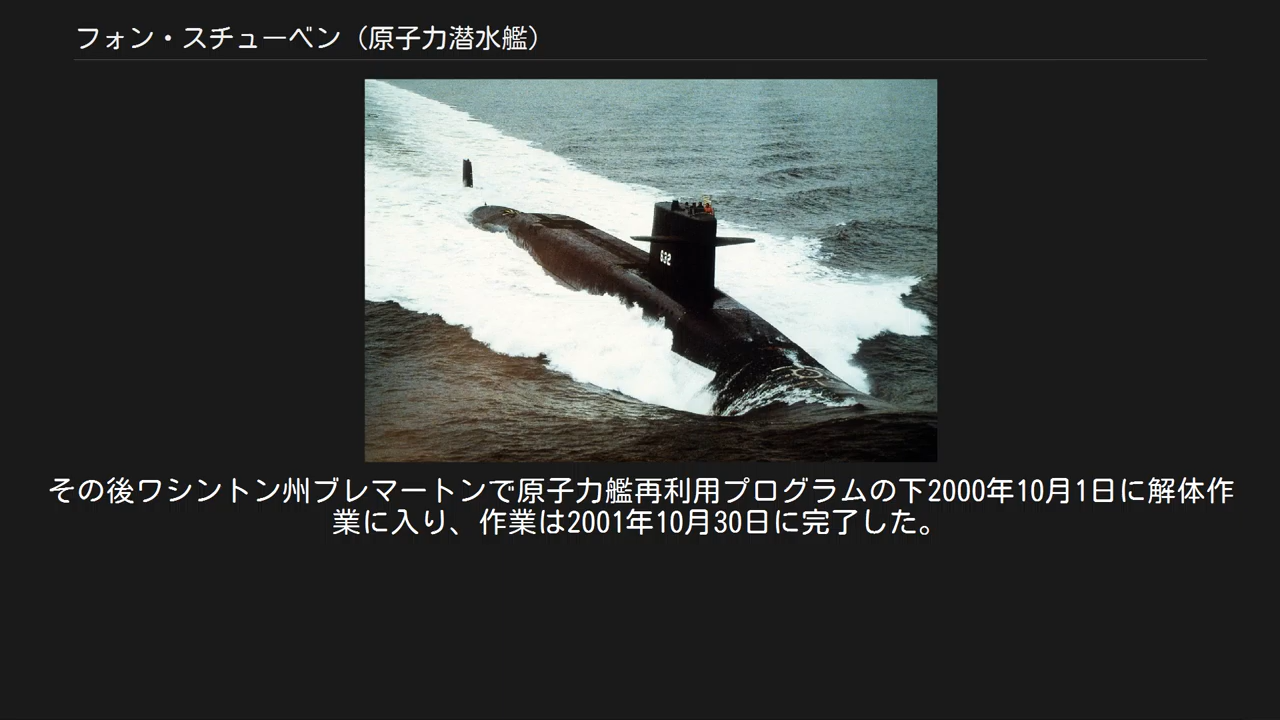 フォン・スチューベン（原子力潜水艦）
632
その後ワシントン州ブレマートンで原子力艦再利用プログラムの下2000年10月1日に解体作
業に入り、作業は2001年10月30日に完了した。